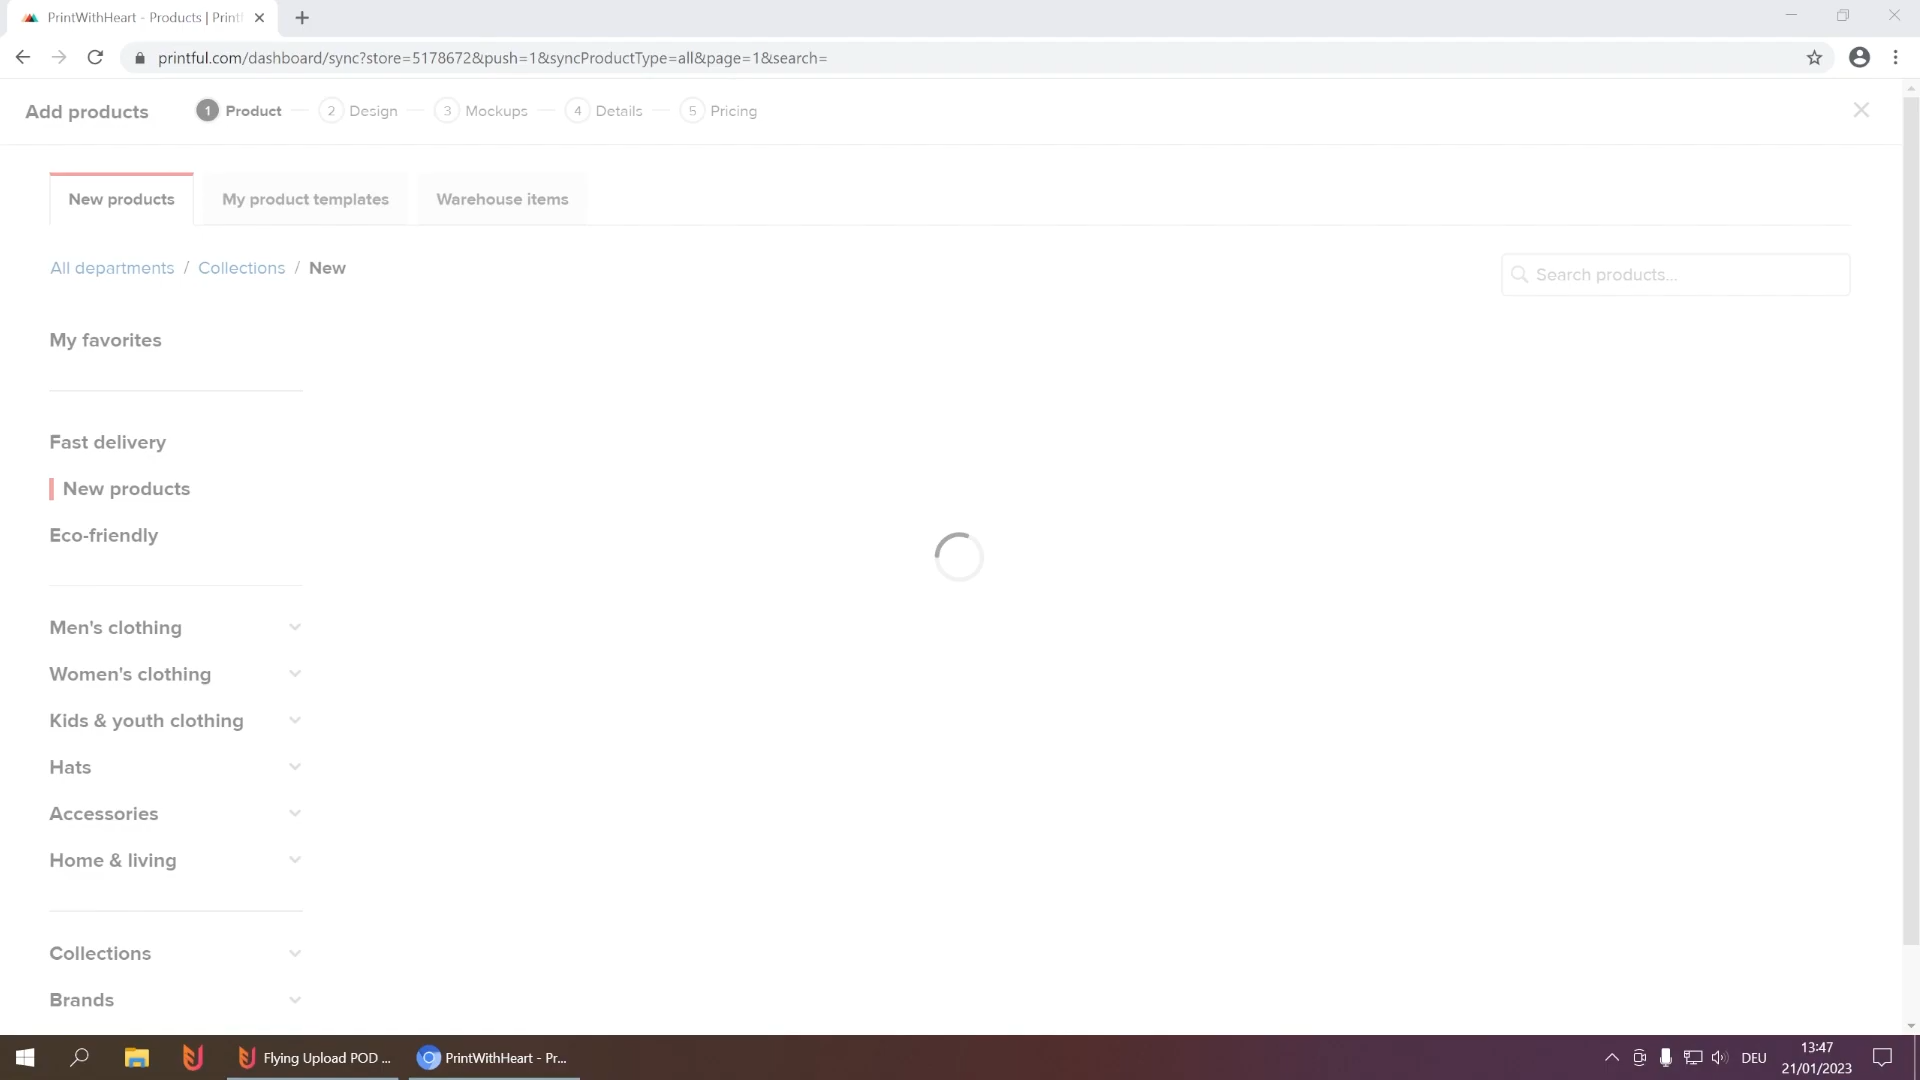 PrintWithHeart - Products | Printf
printful.com/dashboard/sync?store=5178672&push=1&syncProductType=all&page=1&search=
Add products
1 Product
2 Design
3 Mockups
4 Details
5 Pricing
New products
My product templates
Warehouse items
All departments / Collections / New
Search products...
My favorites
Fast delivery
New products
Eco-friendly
Men's clothing
Women's clothing
Kids & youth clothing
Hats
Accessories
Home & living
Collections
Brands
Flying Upload POD ...
PrintWithHeart - Pr...
DEU
13:47
21/01/2023